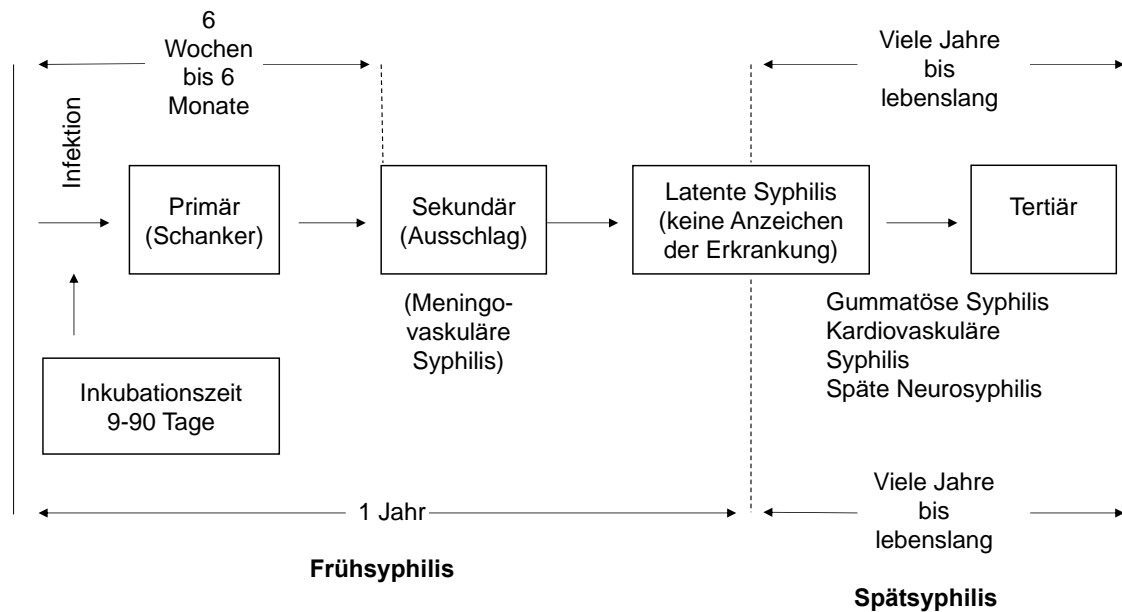 6
Wochen
bis 6
Monate
Viele Jahre
bis
lebenslang
Infektion
Primär
(Schanker)
Sekundär
(Ausschlag)
Latente Syphilis
(keine Anzeichen
der Erkrankung)
Tertiär
(Meningo-
vaskuläre
Syphilis)
Gummatöse Syphilis
Kardiovaskuläre
Syphilis
Späte Neurosyphilis
Inkubationszeit
9-90 Tage
1 Jahr
Viele Jahre
bis
lebenslang
Frühsyphilis
Spätsyphilis